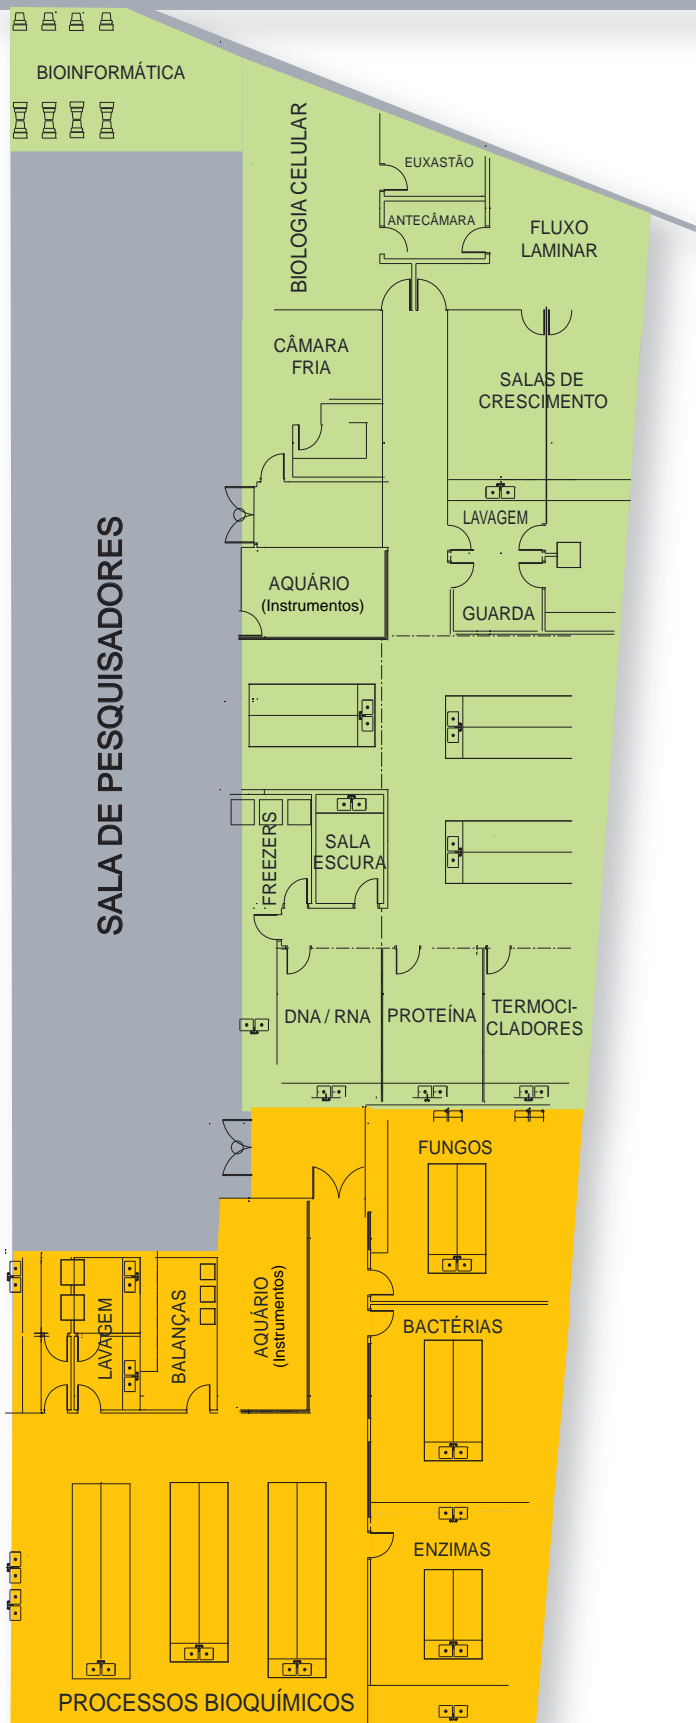 BIOINFORMÁTICA
BIOLOGIA CELULAR
EUXASTÃO
ANTECÂMARA
FLUXO
LAMINAR
CÂMARA
FRIA
SALAS DE
CRESCIMENTO
LAVAGEM
AQUÁRIO
(Instrumentos)
GUARDA
SALA DE PESQUISADORES
FREEZERS
SALA
ESCURA
DNA / RNA
PROTEÍNA
TERMOCI-
CLADORES
FUNGOS
LAVAGEM
BALANÇAS
AQUÁRIO
(Instrumentos)
BACTÉRIAS
ENZIMAS
PROCESSOS BIOQUÍMICOS